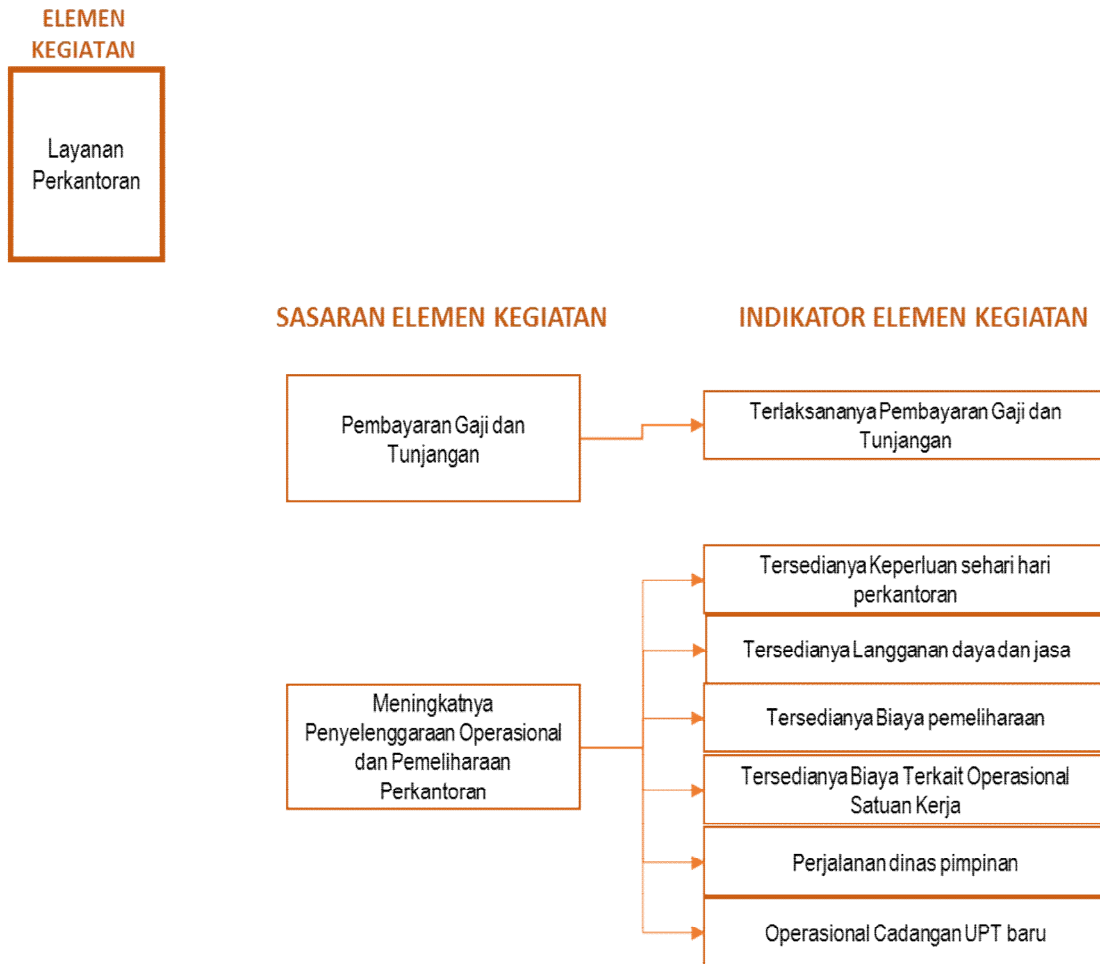 ELEMEN
KEGIATAN
Layanan
Perkantoran
SASARAN ELEMEN KEGIATAN
INDIKATOR ELEMEN KEGIATAN
Pembayaran Gaji dan
Tunjangan
Terlaksananya Pembayaran Gaji dan
Tunjangan
Meningkatnya
Penyelenggaraan Operasional
dan Pemeliharaan
Perkantoran
Tersedianya Keperluan sehari hari
perkantoran
Tersedianya Langganan daya dan jasa
Tersedianya Biaya pemeliharaan
Tersedianya Biaya Terkait Operasional
Satuan Kerja
Perjalanan dinas pimpinan
Operasional Cadangan UPT baru